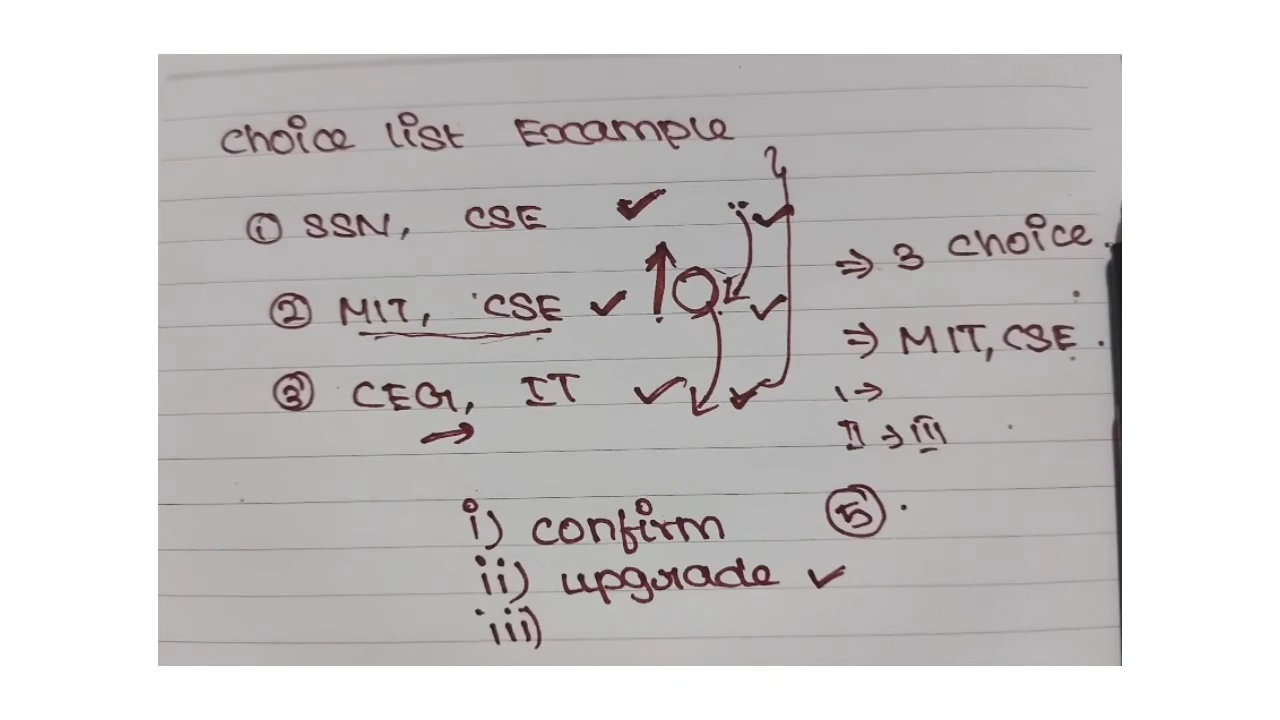 Choice list Example
① SSN, CSE ✓
② MIT, CSE ✓
③ CEG, IT ✓
⇒ 3 choice.
⇒ MIT, CSE.
1 →
II → III
i) confirm ⑤.
ii) upgrade ✓
iii)